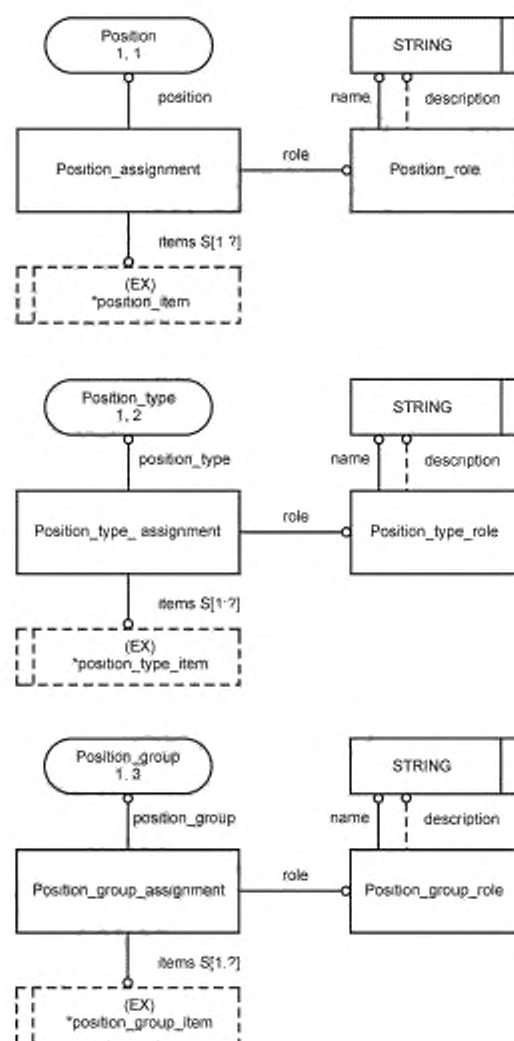 Position
1, 1
STRING
position
name
description
Position_assignment
role
Position_role
items S[1 ?]
(EX)
*position_item
Position_type
1, 2
STRING
position_type
name
description
Position_type_ assignment
role
Position_type_role
items S[1:?]
(EX)
*position_type_item
Position_group
1, 3
STRING
position_group
name
description
Position_group_assignment
role
Position_group_role
items S[1.?]
(EX)
*position_group_item